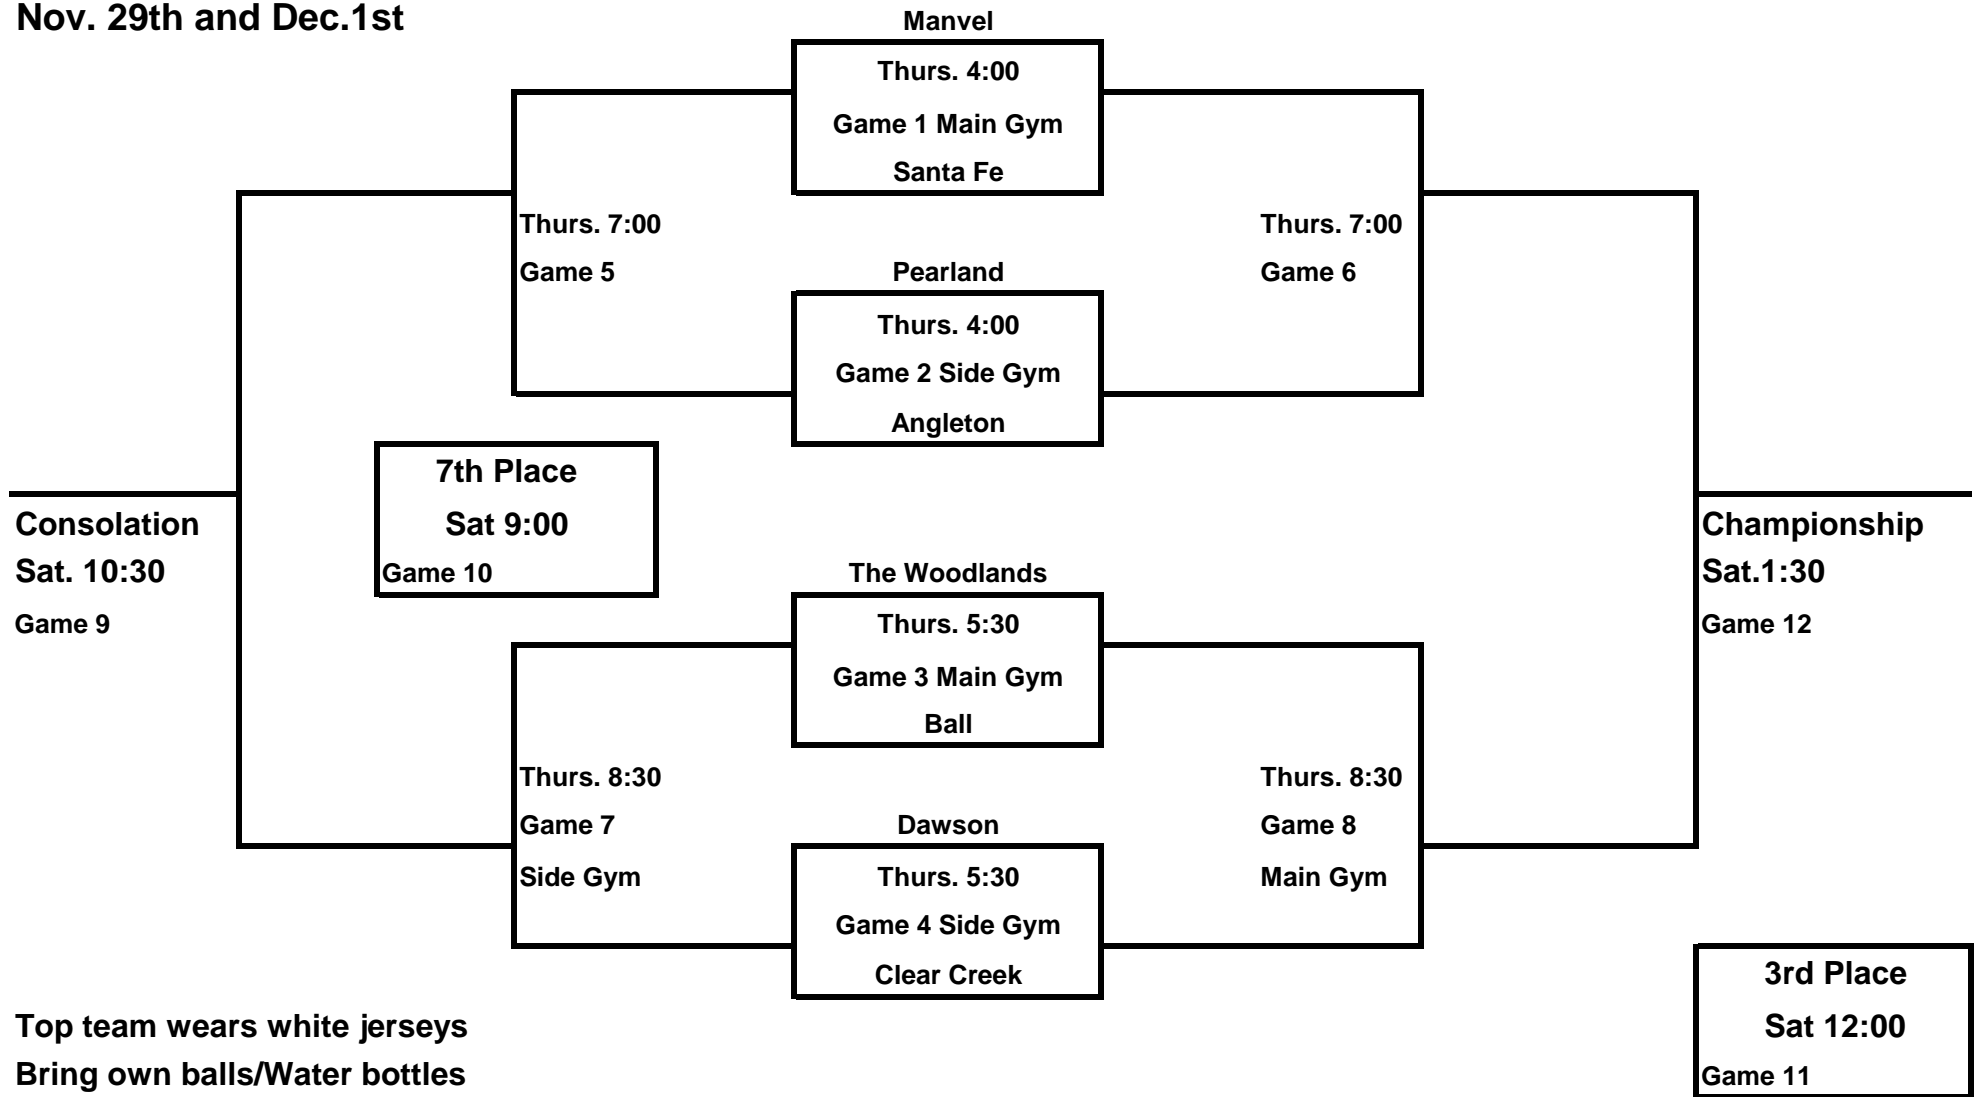 Nov. 29th and Dec.1st
Manvel
Thurs. 4:00
Game 1 Main Gym
Santa Fe
Thurs. 7:00
Game 5
Thurs. 7:00
Game 6
Pearland
Thurs. 4:00
Game 2 Side Gym
Angleton
7th Place
Sat 9:00
Game 10
Consolation
Sat. 10:30
Game 9
Championship
Sat.1:30
Game 12
The Woodlands
Thurs. 5:30
Game 3 Main Gym
Ball
Thurs. 8:30
Game 7
Side Gym
Thurs. 8:30
Game 8
Main Gym
Dawson
Thurs. 5:30
Game 4 Side Gym
Clear Creek
3rd Place
Sat 12:00
Game 11
Top team wears white jerseys
Bring own balls/Water bottles